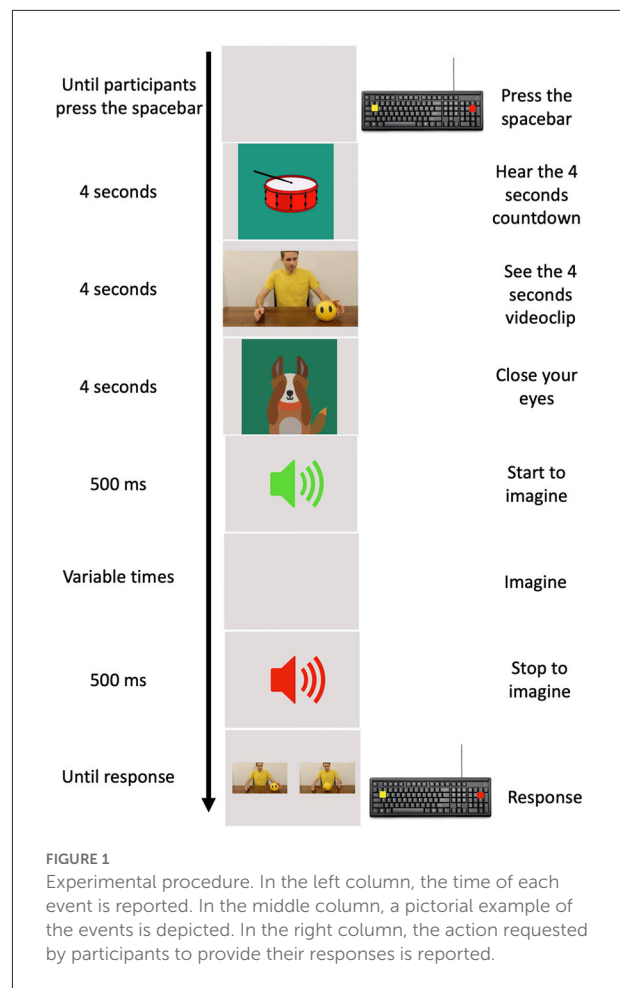 Until participants
press the spacebar
Press the
spacebar
4 seconds
Hear the 4
seconds
countdown
4 seconds
See the 4
seconds
videoclip
4 seconds
Close your
eyes
500 ms
Start to
imagine
Variable times
Imagine
500 ms
Stop to
imagine
Until response
Response
FIGURE 1
Experimental procedure. In the left column, the time of each
event is reported. In the middle column, a pictorial example of
the events is depicted. In the right column, the action requested
by participants to provide their responses is reported.